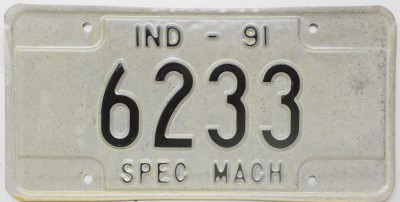 IND - 91
6233
SPEC MACH